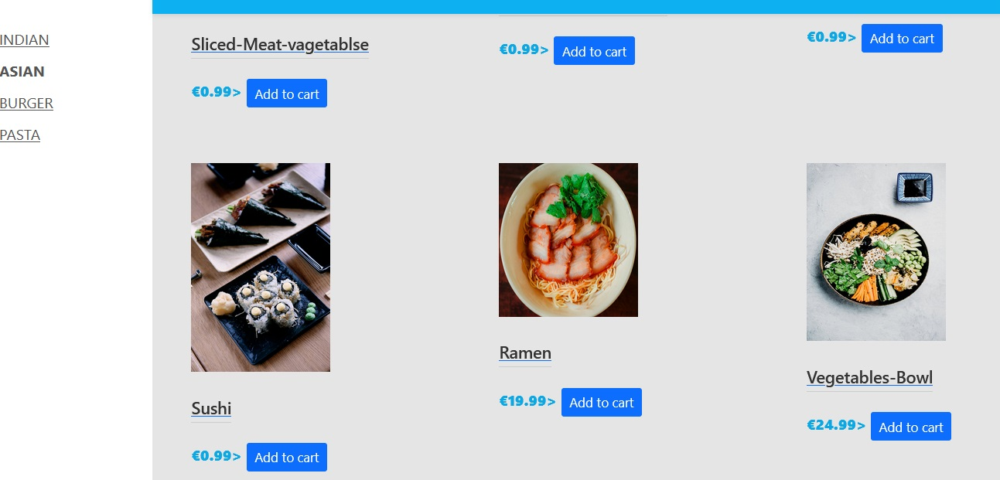 INDIAN
ASIAN
BURGER
PASTA
Sliced-Meat-vagetablse
€0.99> Add to cart
€0.99> Add to cart
€0.99> Add to cart
Sushi
€0.99> Add to cart
Ramen
€19.99> Add to cart
Vegetables-Bowl
€24.99> Add to cart